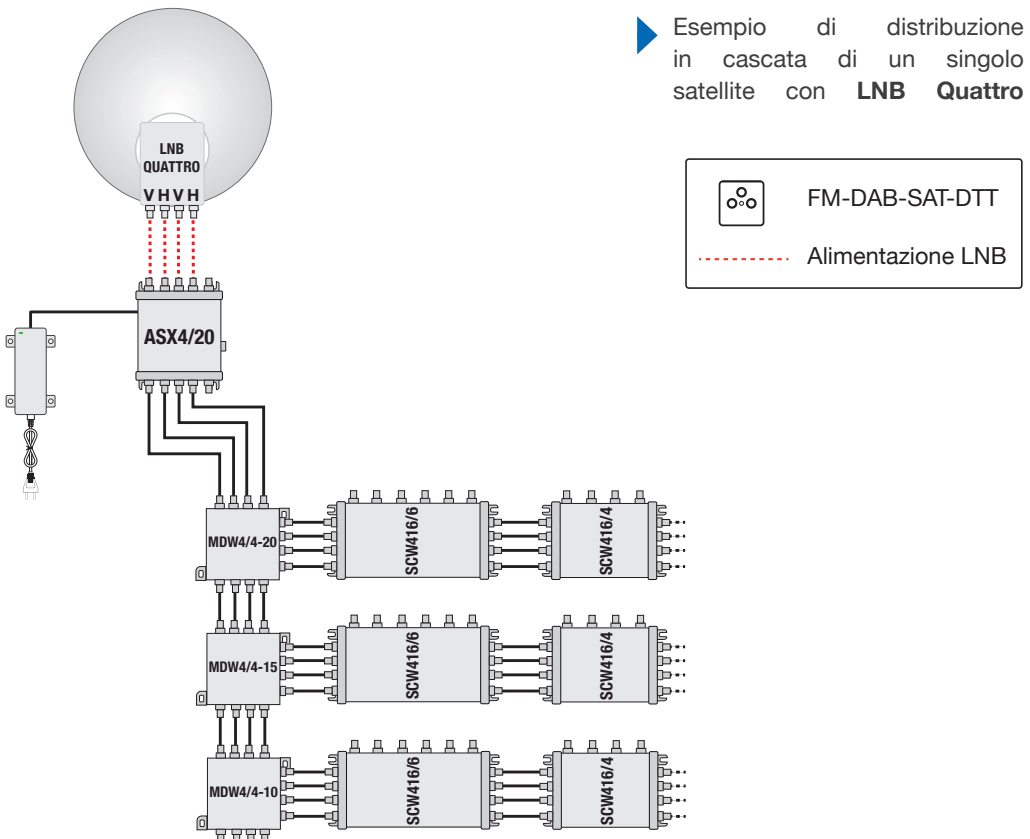 Esempio di distribuzione
in cascata di un singolo
satellite con LNB Quattro
FM-DAB-SAT-DTT
Alimentazione LNB
LNB
QUATTRO
V H V H
ASX4/20
MDW4/4-20
SCW416/6
SCW416/4
MDW4/4-15
SCW416/6
SCW416/4
MDW4/4-10
SCW416/6
SCW416/4